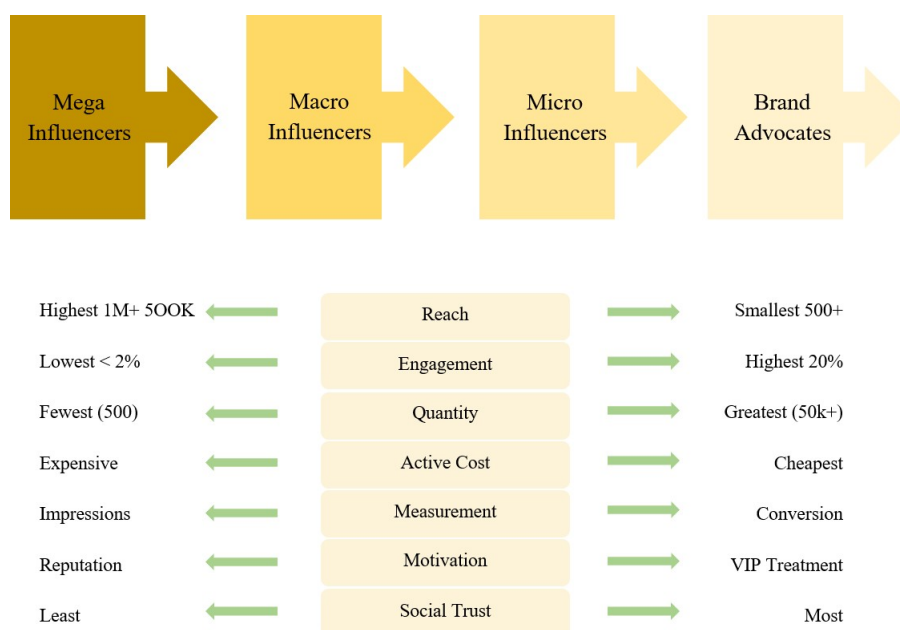 Mega
Influencers
Macro
Influencers
Micro
Influencers
Brand
Advocates
Highest 1M+ 5OOK
Reach
Smallest 500+
Lowest < 2%
Engagement
Highest 20%
Fewest (500)
Quantity
Greatest (50k+)
Expensive
Active Cost
Cheapest
Impressions
Measurement
Conversion
Reputation
Motivation
VIP Treatment
Least
Social Trust
Most